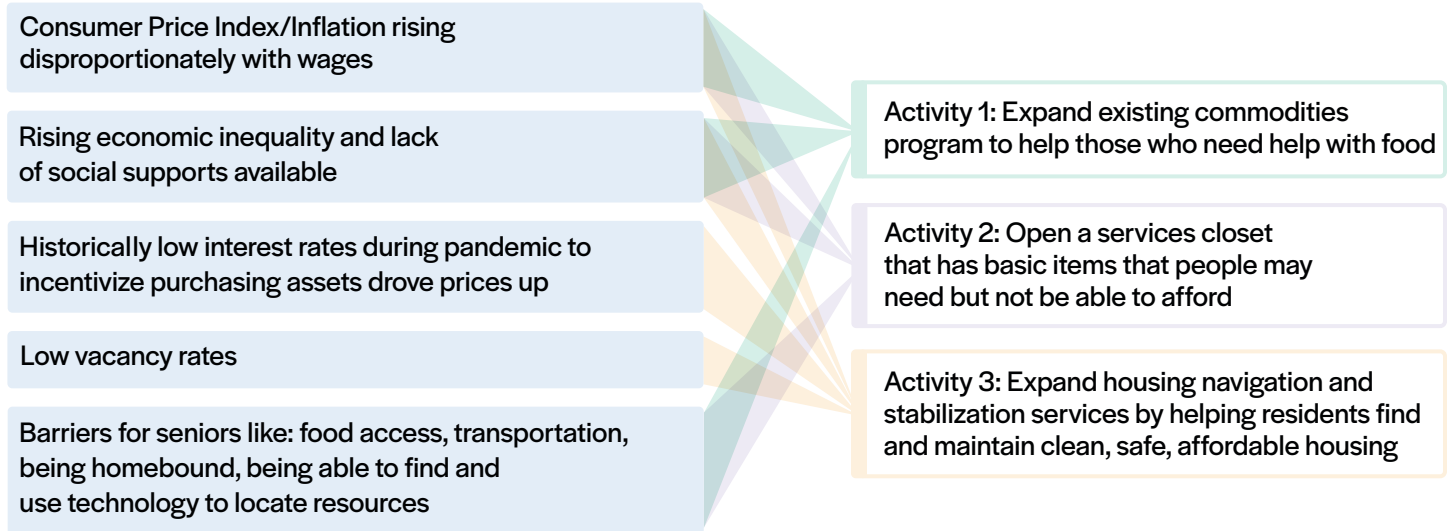 Consumer Price Index/Inflation rising
disproportionately with wages
Rising economic inequality and lack
of social supports available
Historically low interest rates during pandemic to
incentivize purchasing assets drove prices up
Low vacancy rates
Barriers for seniors like: food access, transportation,
being homebound, being able to find and
use technology to locate resources
Activity 1: Expand existing commodities
program to help those who need help with food
Activity 2: Open a services closet
that has basic items that people may
need but not be able to afford
Activity 3: Expand housing navigation and
stabilization services by helping residents find
and maintain clean, safe, affordable housing